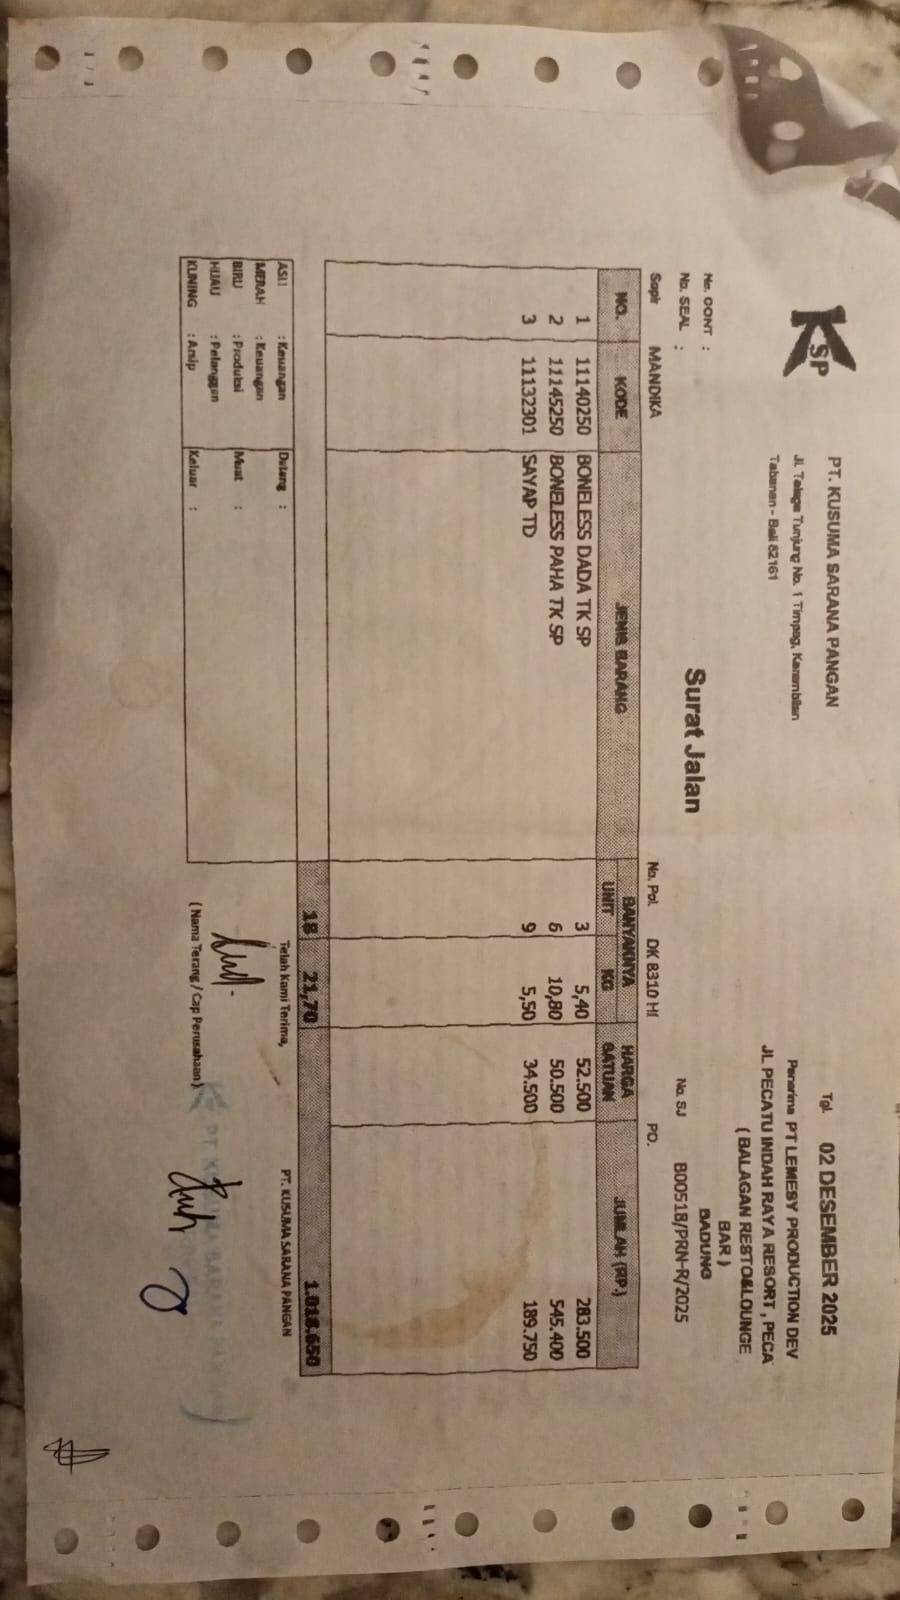 KSP
PT. KUSUMA SARANA PANGAN
Jl. Telaga Tunjung No. 1 Timpag, Kerambitan
Tabanan - Bali 82161
Tgl. 02 DESEMBER 2025
Penerima PT LEMESY PRODUCTION DEV
JL PECATU INDAH RAYA RESORT , PECA
( BALAGAN RESTO&LOUNGE
BAR )
BADUNG
No. CONT :
No. SEAL :
Surat Jalan
No. SJ B00518/PRN-R/2025
Sopir MANDIKA No. Pol. DK 8310 HI PO.
NO. KODE JENIS BARANG BANYAKNYA HARGA SATUAN JUMLAH (RP.)
UNIT KG
1 11140250 BONELESS DADA TK SP 3 5,40 52.500 283.500
2 11145250 BONELESS PAHA TK SP 6 10,80 50.500 545.400
3 11132301 SAYAP TD 9 5,50 34.500 189.750
18 21,70 1.018.650
ASLI : Keuangan Datang :
MERAH : Keuangan
BIRU : Produksi Muat :
HIJAU : Pelanggan
KUNING : Arsip Keluar :
Telah Kami Terima, PT. KUSUMA SARANA PANGAN
( Nama Terang / Cap Perusahaan )